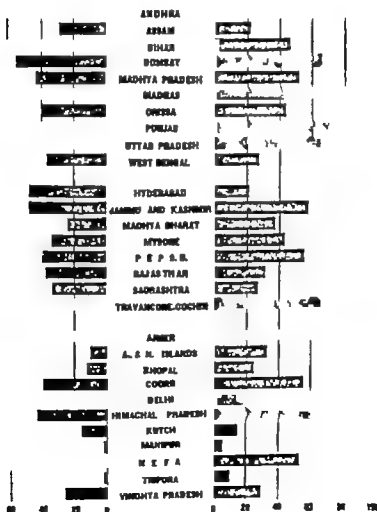 ANDHRA
ASSAM
BIHAR
BOMBAY
MADHYA PRADESH
MADRAS
ORISSA
PUNJAB
UTTAR PRADESH
WEST BENGAL
HYDERABAD
JAMMU AND KASHMIR
MADHYA BHARAT
MYSORE
P E P S U.
RAJASTHAN
SAURASHTRA
TRAVANCORE.COCHIN
AJMER
A. & N. ISLANDS
BHOPAL
COORG
DELHI
HIMACHAL PRADESH
KUTCH
MANIPUR
N E F A
TRIPURA
VINDHYA PRADESH